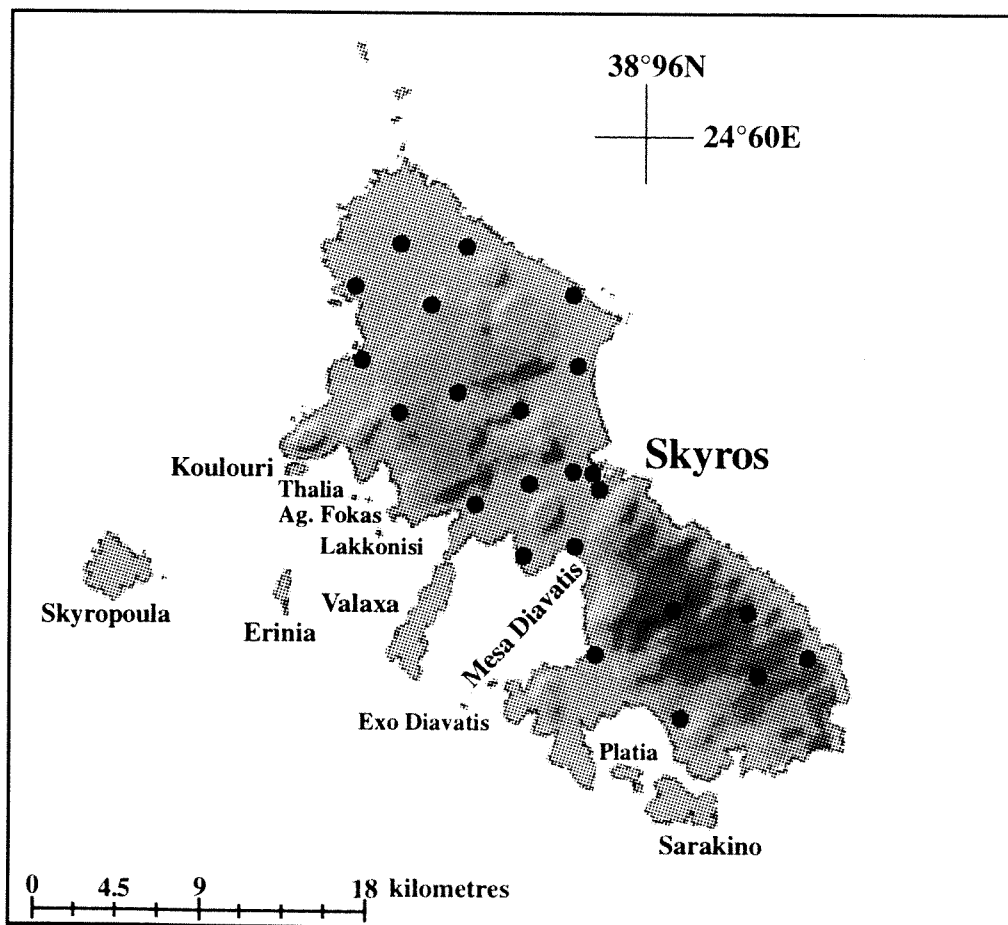 38°96N
24°60E
Skyros
Koulouri
Thalia
Ag. Fokas
Lakkonisi
Skyropoula
Erinia
Valaxa
Mesa Diavatis
Exo Diavatis
Platia
Sarakino
0 4.5 9 18 kilometres